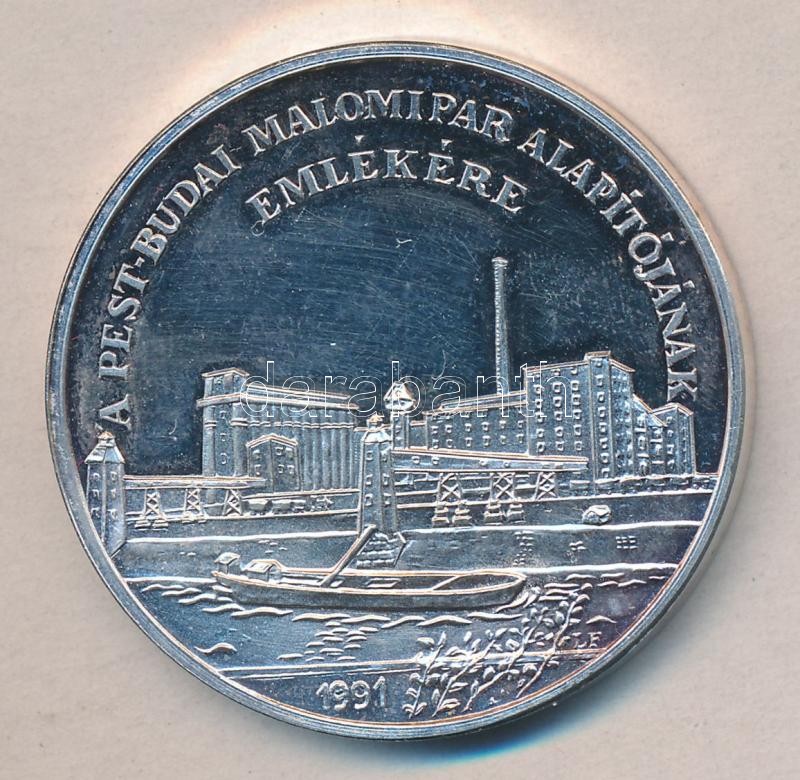 A PEST-BUDAI MALOMIPAR ALAPÍTÓJÁNAK
EMLÉKÉRE
darabanth
LF
1991